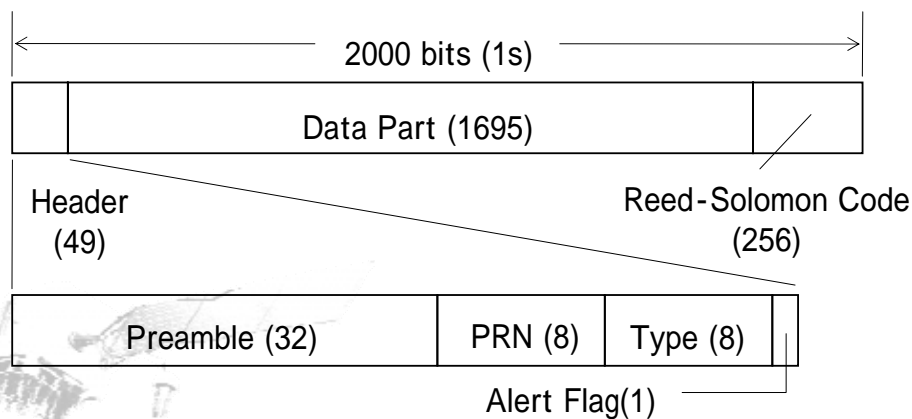 2000 bits (1s)
Data Part (1695)
Header
(49)
Reed-Solomon Code
(256)
Preamble (32)
PRN (8)
Type (8)
Alert Flag(1)